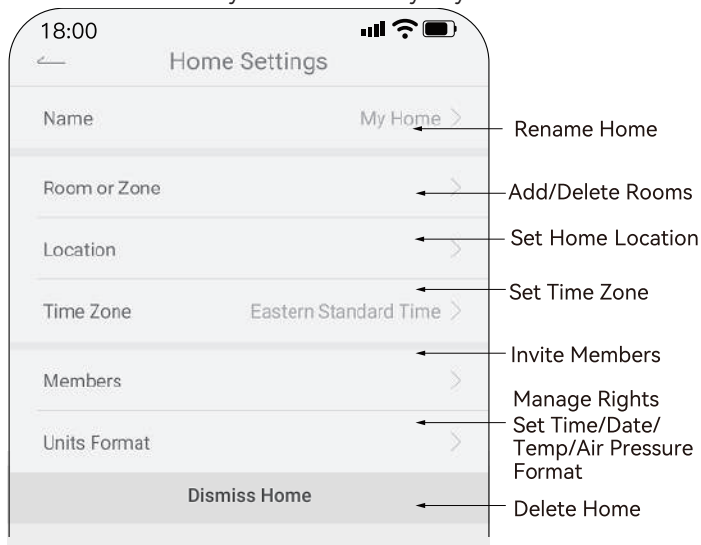 18:00
Home Settings
Name
My Home
Rename Home
Room or Zone
Add/Delete Rooms
Location
Set Home Location
Time Zone
Eastern Standard Time
Set Time Zone
Members
Invite Members
Manage Rights
Units Format
Set Time/Date/
Temp/Air Pressure
Format
Dismiss Home
Delete Home